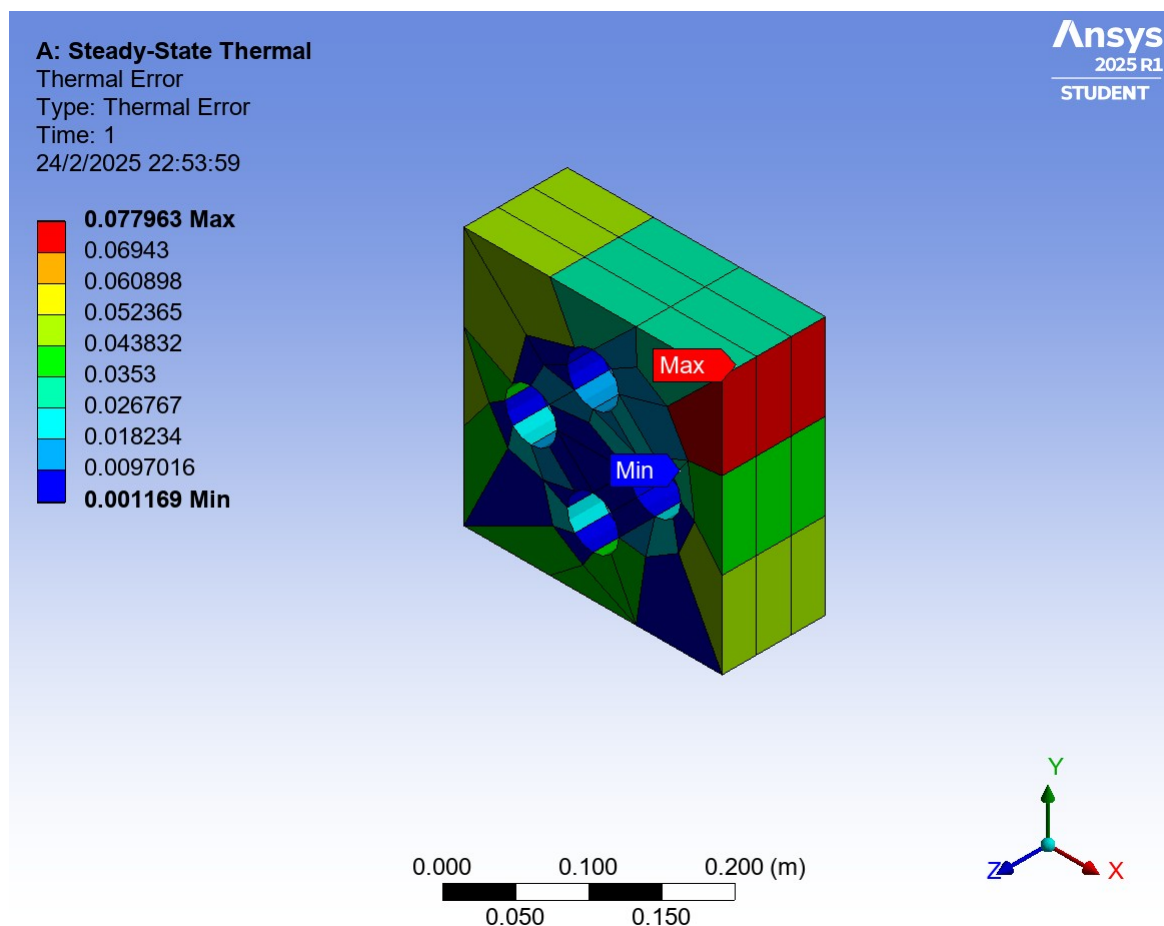 A: Steady-State Thermal
Thermal Error
Type: Thermal Error
Time: 1
24/2/2025 22:53:59
Ansys
2025 R1
STUDENT
0.077963 Max
0.06943
0.060898
0.052365
0.043832
0.0353
0.026767
0.018234
0.0097016
0.001169 Min
Max
Min
Y
Z
X
0.000 0.100 0.200 (m)
0.050 0.150